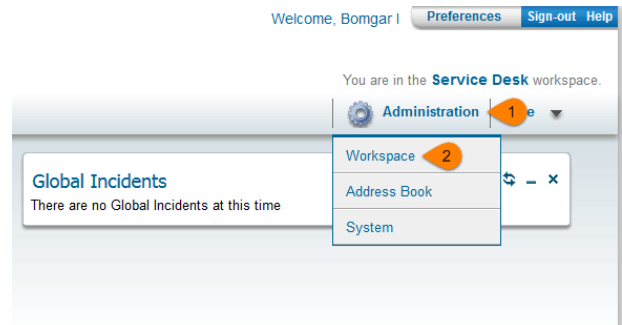 Welcome, Bomgar I Preferences Sign-out Help
You are in the Service Desk workspace.
Administration 1 e
Workspace 2
Global Incidents
There are no Global Incidents at this time
Address Book
System